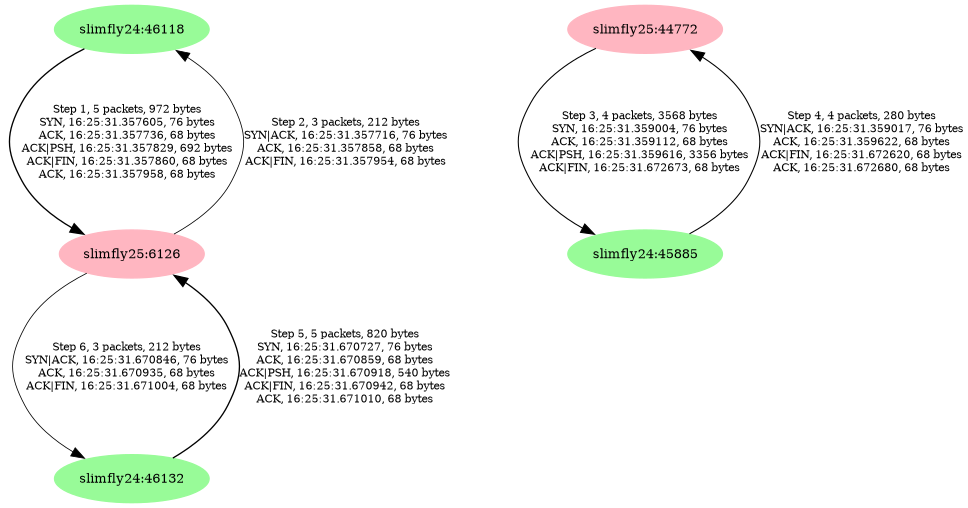 slimfly24:46118
Step 1, 5 packets, 972 bytes
SYN, 16:25:31.357605, 76 bytes
ACK, 16:25:31.357736, 68 bytes
ACK|PSH, 16:25:31.357829, 692 bytes
ACK|FIN, 16:25:31.357860, 68 bytes
ACK, 16:25:31.357958, 68 bytes
Step 2, 3 packets, 212 bytes
SYN|ACK, 16:25:31.357716, 76 bytes
ACK, 16:25:31.357858, 68 bytes
ACK|FIN, 16:25:31.357954, 68 bytes
slimfly25:6126
Step 6, 3 packets, 212 bytes
SYN|ACK, 16:25:31.670846, 76 bytes
ACK, 16:25:31.670935, 68 bytes
ACK|FIN, 16:25:31.671004, 68 bytes
Step 5, 5 packets, 820 bytes
SYN, 16:25:31.670727, 76 bytes
ACK, 16:25:31.670859, 68 bytes
ACK|PSH, 16:25:31.670918, 540 bytes
ACK|FIN, 16:25:31.670942, 68 bytes
ACK, 16:25:31.671010, 68 bytes
slimfly24:46132
slimfly25:44772
Step 3, 4 packets, 3568 bytes
SYN, 16:25:31.359004, 76 bytes
ACK, 16:25:31.359112, 68 bytes
ACK|PSH, 16:25:31.359616, 3356 bytes
ACK|FIN, 16:25:31.672673, 68 bytes
Step 4, 4 packets, 280 bytes
SYN|ACK, 16:25:31.359017, 76 bytes
ACK, 16:25:31.359622, 68 bytes
ACK|FIN, 16:25:31.672620, 68 bytes
ACK, 16:25:31.672680, 68 bytes
slimfly24:45885